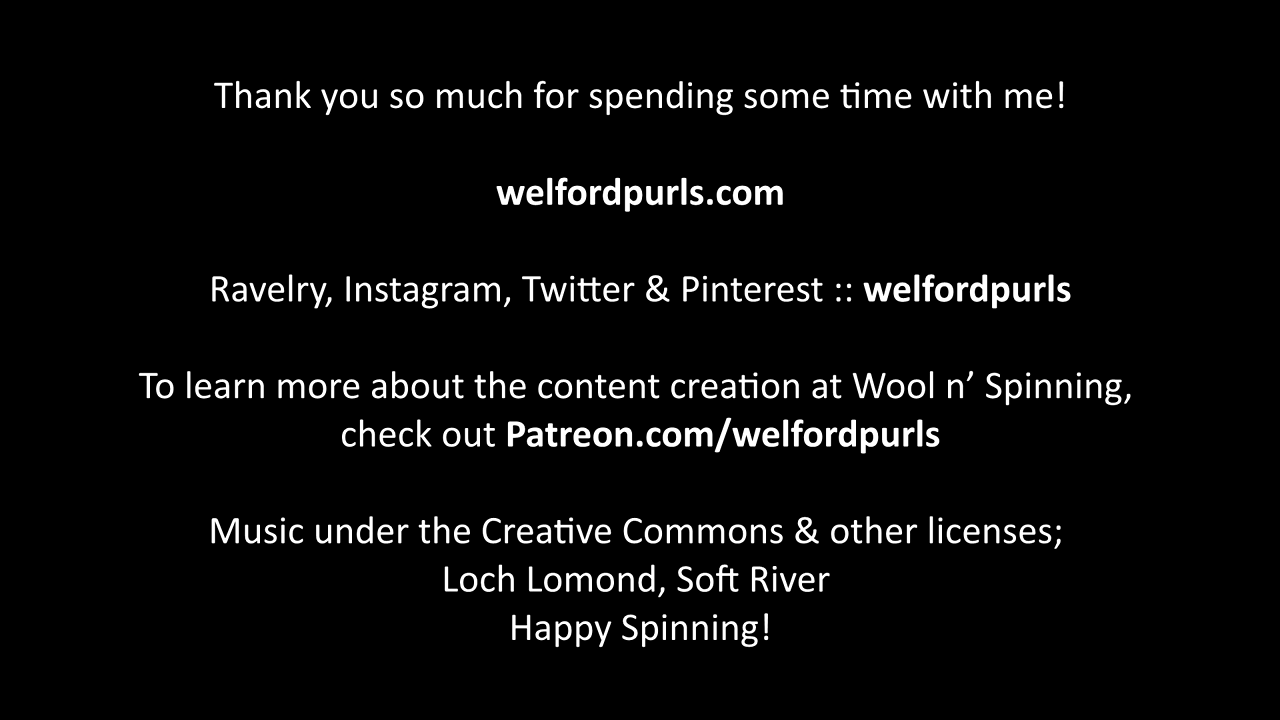 Thank you so much for spending some time with me!
welfordpurls.com
Ravelry, Instagram, Twitter & Pinterest :: welfordpurls
To learn more about the content creation at Wool n’ Spinning,
check out Patreon.com/welfordpurls
Music under the Creative Commons & other licenses;
Loch Lomond, Soft River
Happy Spinning!